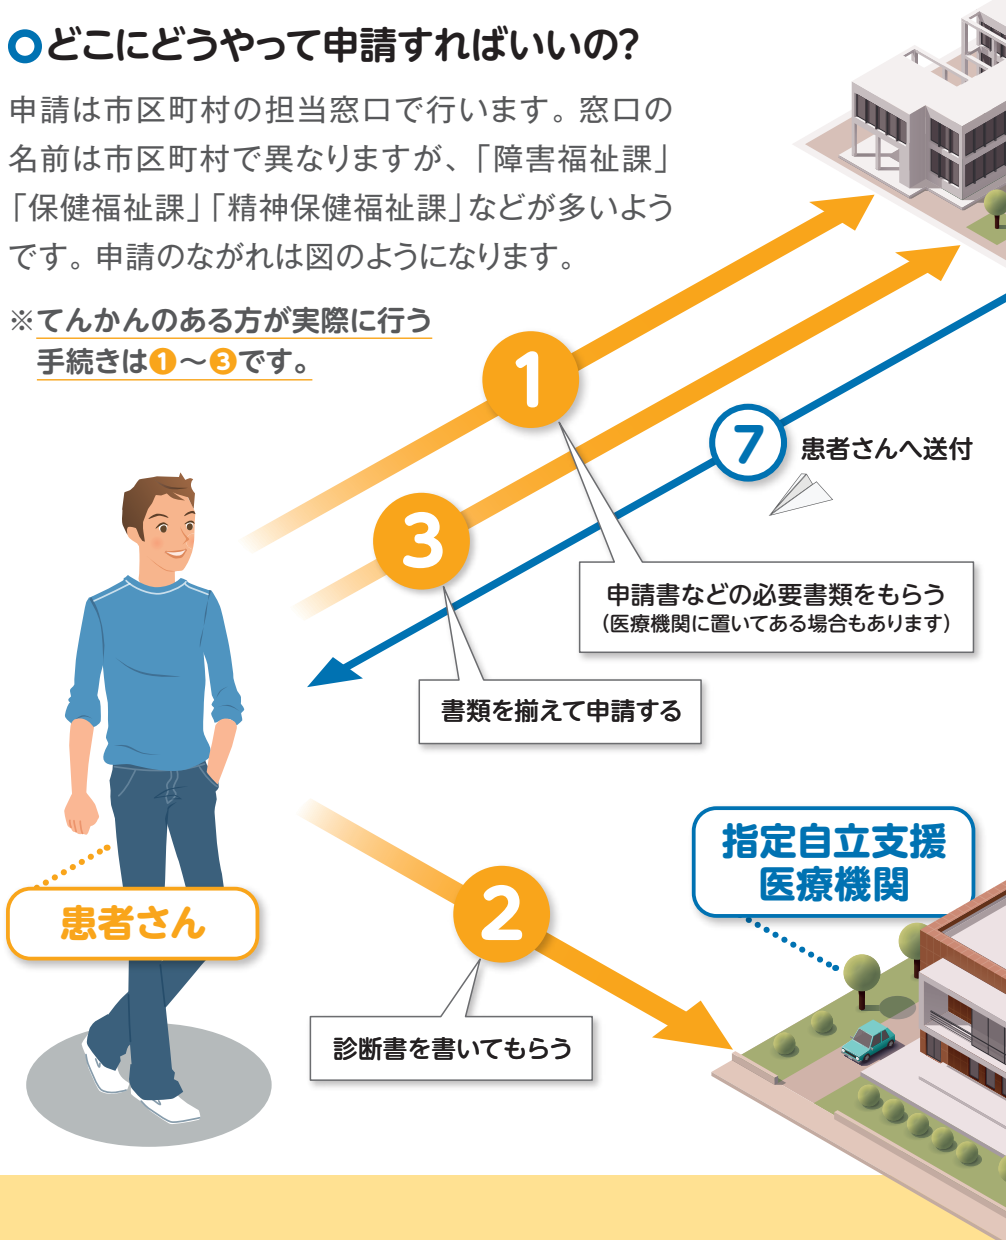 どこにどうやって申請すればいいの?
申請は市区町村の担当窓口で行います。窓口の
名前は市区町村で異なりますが、「障害福祉課」
「保健福祉課」「精神保健福祉課」などが多いよう
です。申請のながれは図のようになります。
※てんかんのある方が実際に行う
手続きは❶〜❸です。
1
7
患者さんへ送付
3
申請書などの必要書類をもらう
(医療機関に置いてある場合もあります)
書類を揃えて申請する
指定自立支援
医療機関
患者さん
2
診断書を書いてもらう